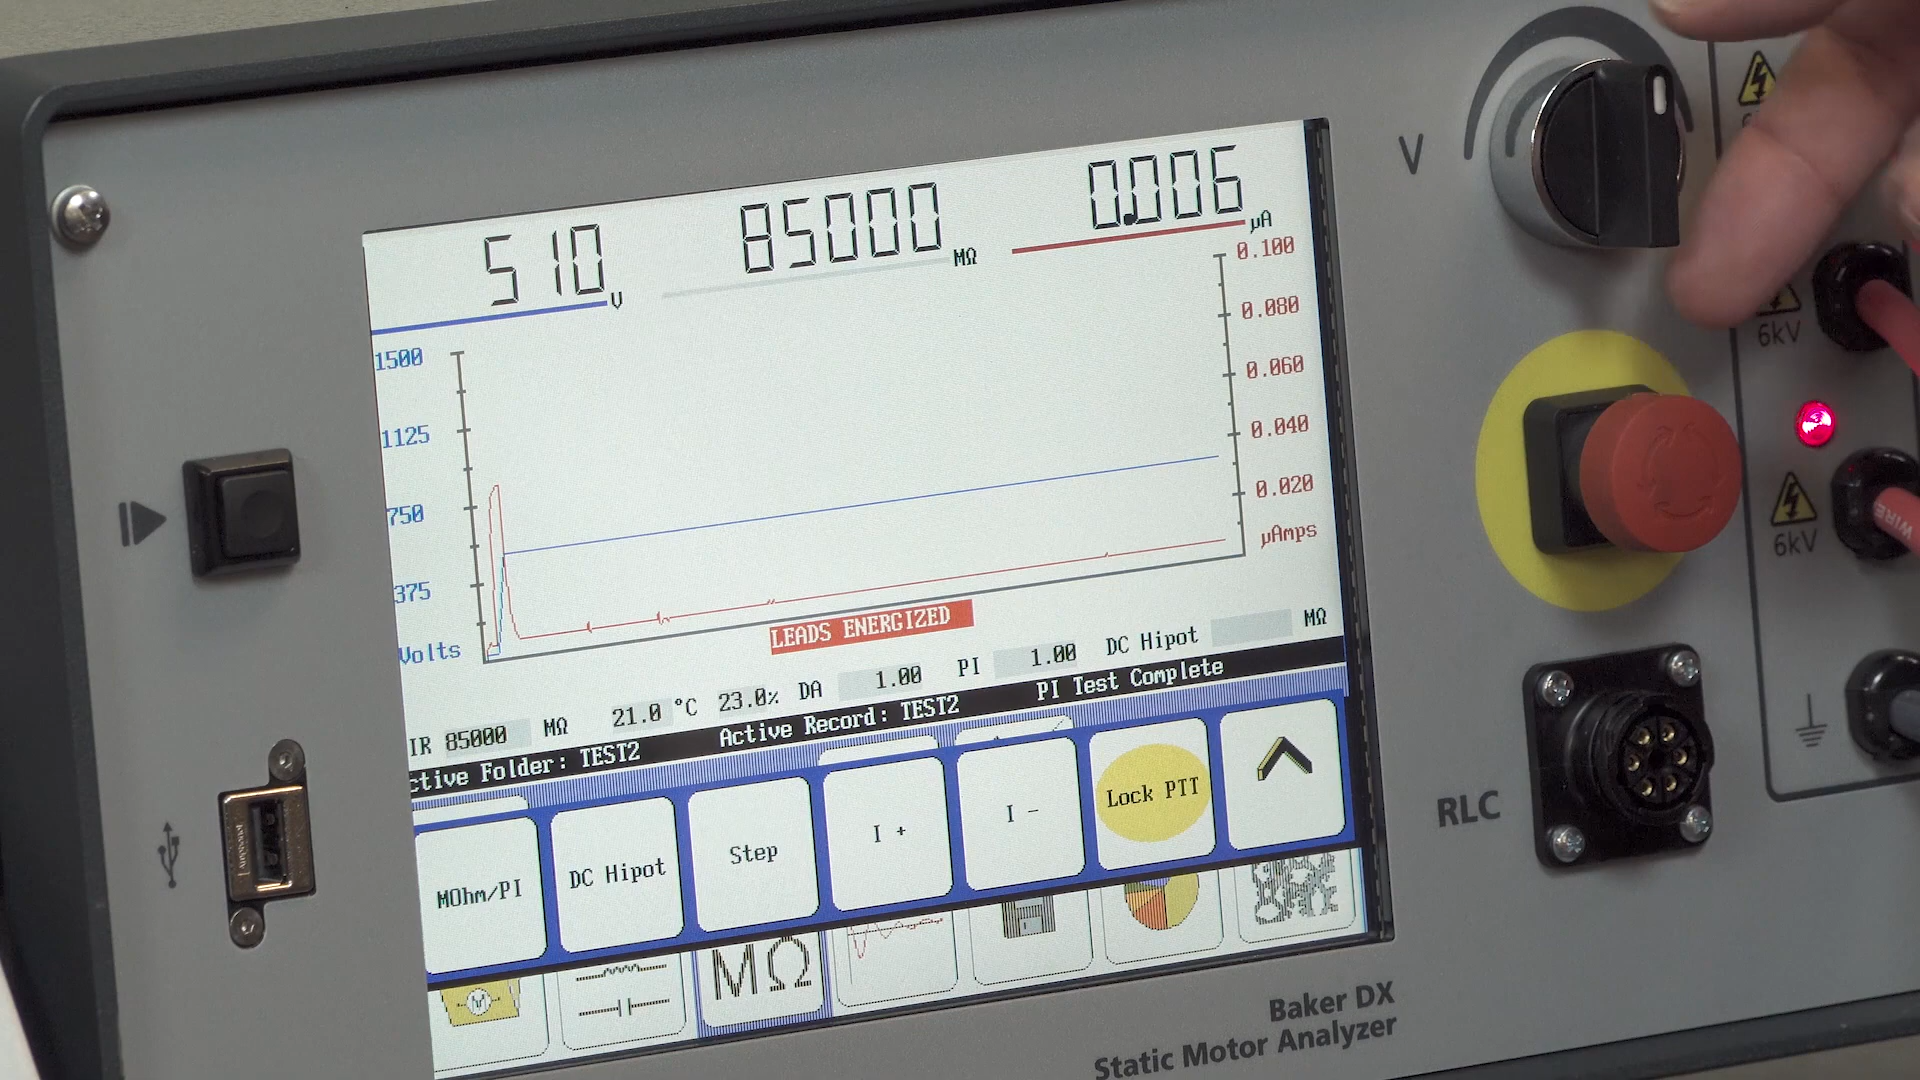 510 V
85000 MΩ
0.006 µA
1500
1125
750
375
Volts
0.100
0.080
0.060
0.040
0.020
µAmps
LEADS ENERGIZED
IR 85000 MΩ 21.0 °C 23.0% DA 1.00 PI 1.00 DC Hipot MΩ
ctive Folder: TEST2 Active Record: TEST2 PI Test Complete
MOhm/PI
DC Hipot
Step
I +
I -
Lock PTT
M
MΩ
V
6kV
6kV
WIRE
RLC
Baker DX
Static Motor Analyzer